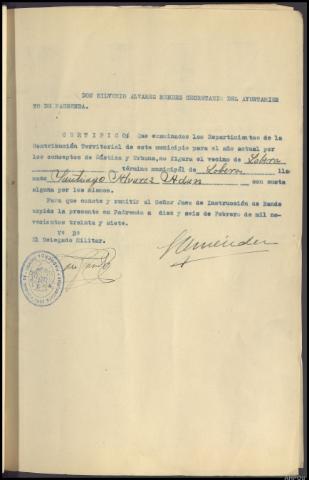 DON SILVERIO ALVAREZ MENDEZ SECRETARIO DEL AYUNTAMIEN
TO DE PADRENDA.
CERTIFICO: Que examinados los Repartimientos de la
Contribución Territorial de este municipio para el año actual por
los conceptos de Rústica y Urbana, no figura el vecino de Lobera
término municipal de Lobera lla
mado Santiago Alvarez Adan con cuota
alguna por los mismos.
Para que conste y remitir al Señor Juez de Instrucción de Bande
expido la presente en Padrenda a diez y seis de Febrero de mil no-
vecientos treinta y siete.
Vº Bº
El Delegado Militar.
SAmendez